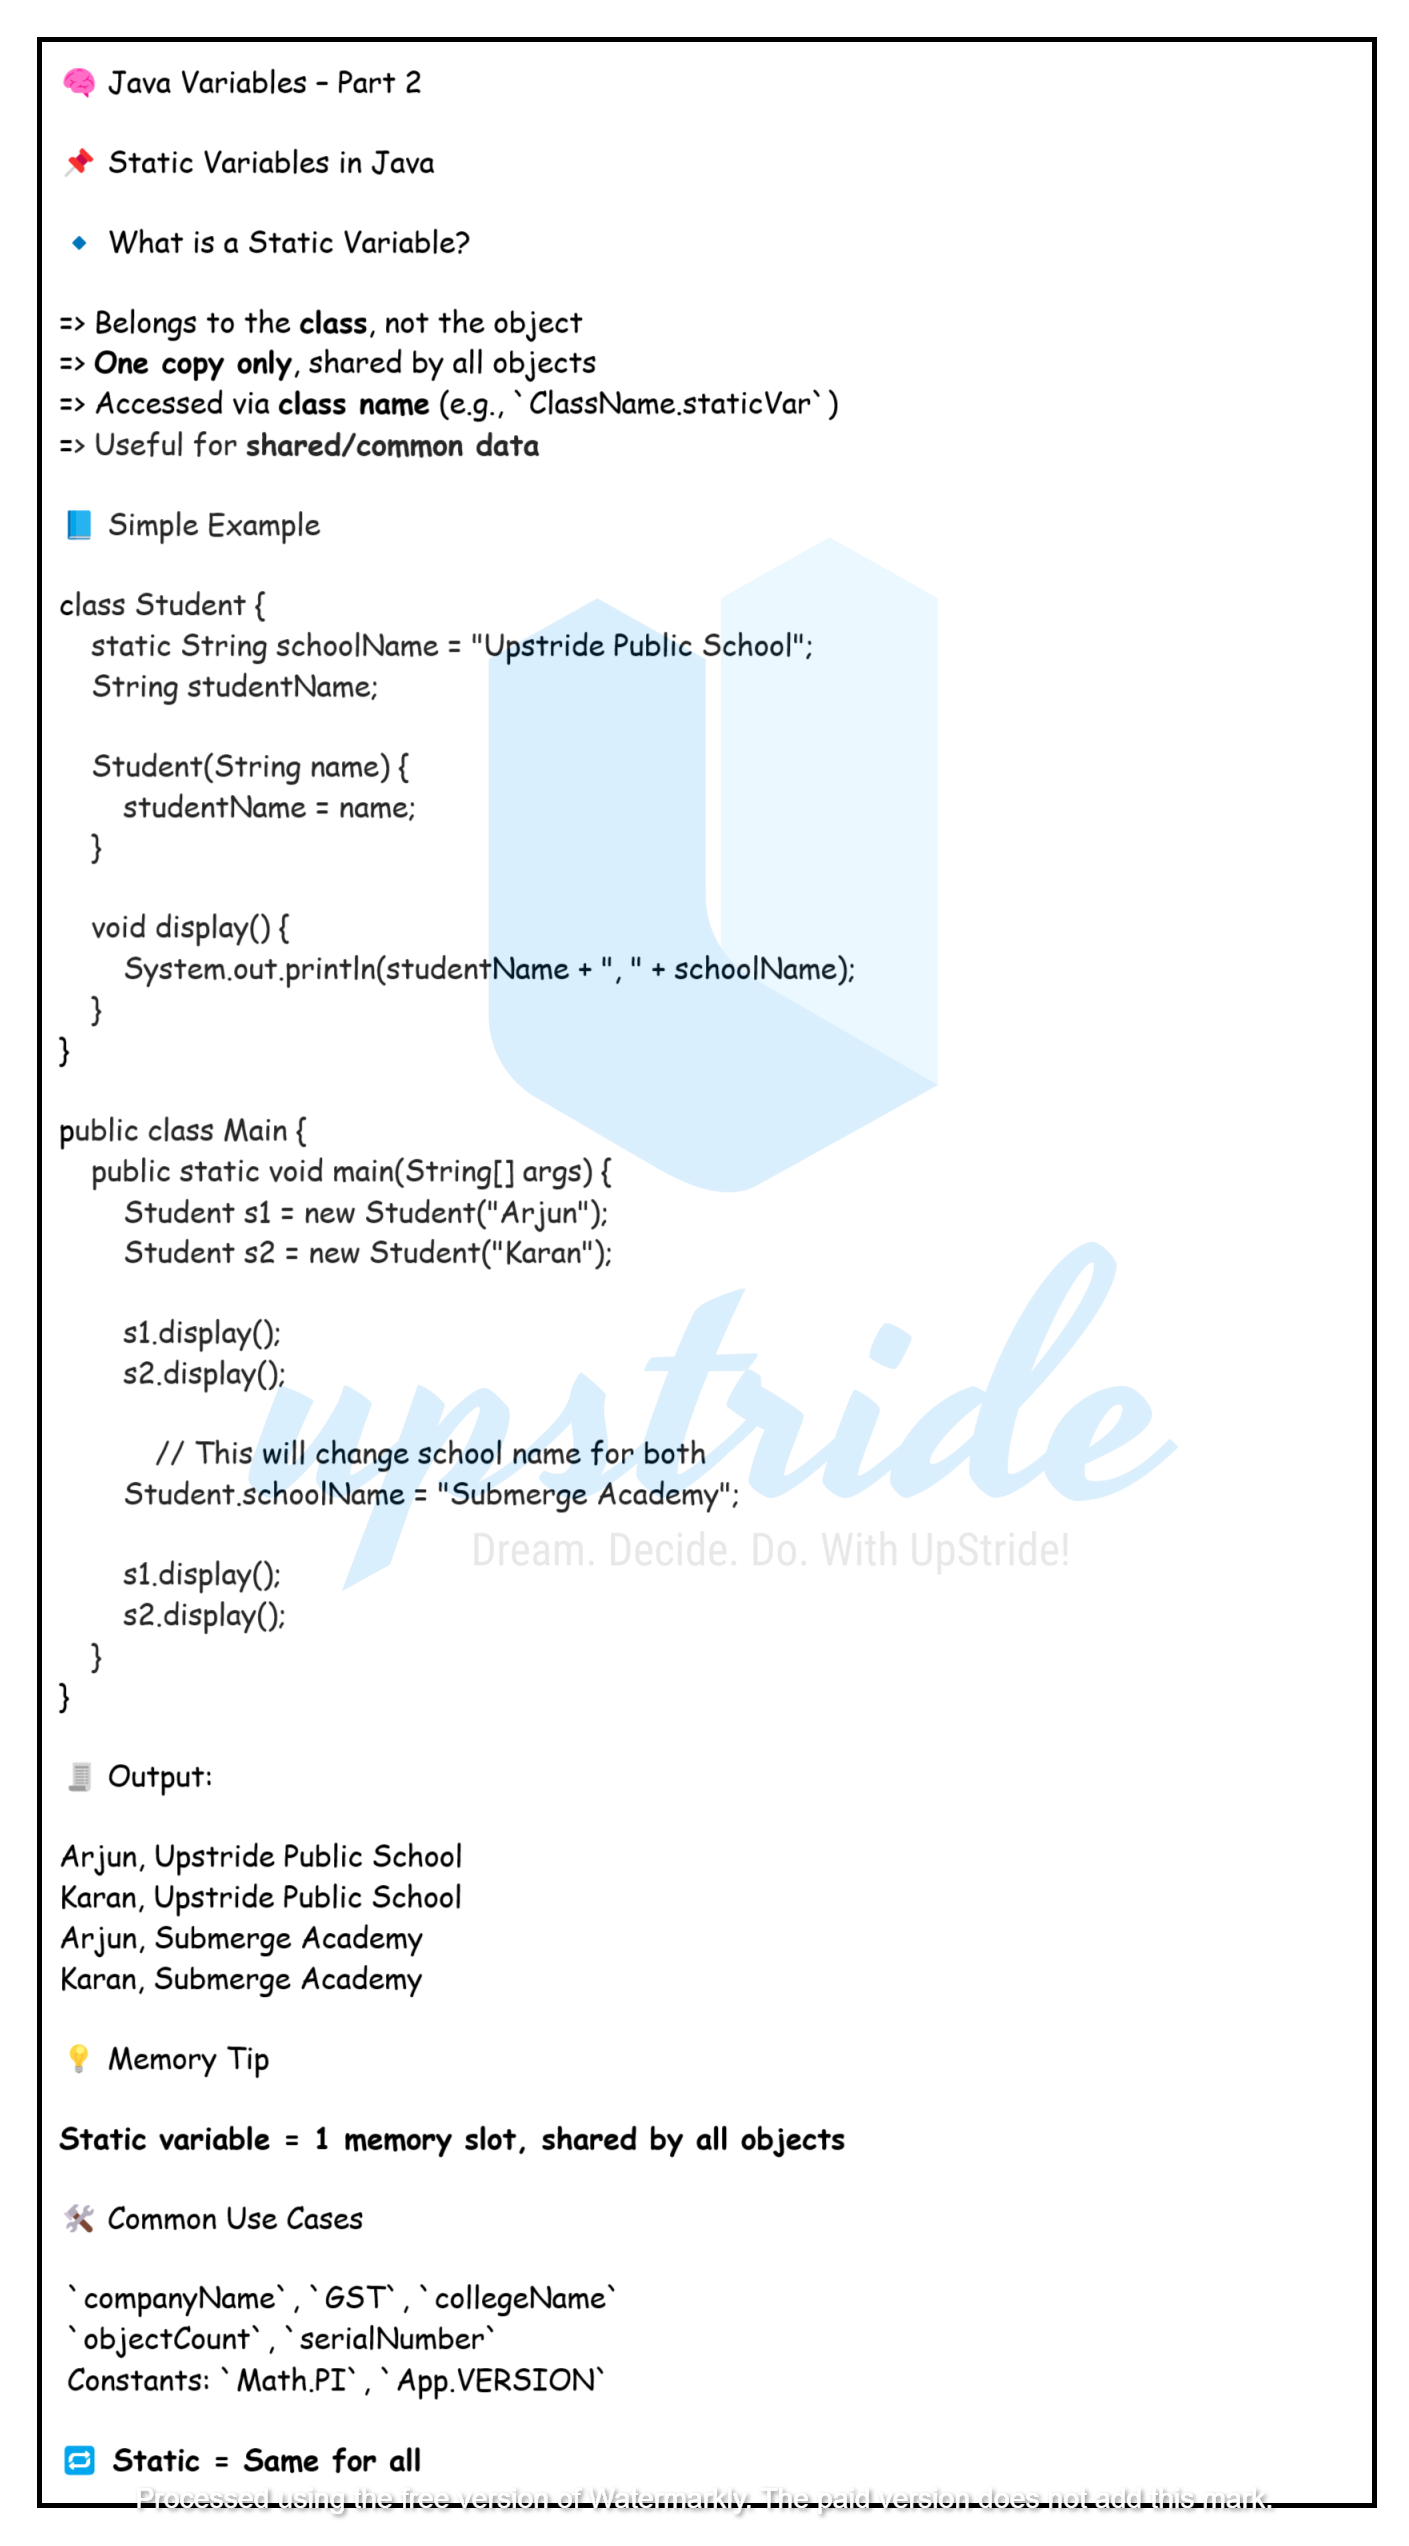 🧠 Java Variables – Part 2
📌 Static Variables in Java
🔹 What is a Static Variable?
=> Belongs to the class, not the object
=> One copy only, shared by all objects
=> Accessed via class name (e.g., `ClassName.staticVar`)
=> Useful for shared/common data
📘 Simple Example
class Student {
    static String schoolName = "Upstride Public School";
    String studentName;
    Student(String name) {
        studentName = name;
    }
    void display() {
        System.out.println(studentName + ", " + schoolName);
    }
}
public class Main {
    public static void main(String[] args) {
        Student s1 = new Student("Arjun");
        Student s2 = new Student("Karan");
        s1.display();
        s2.display();
            // This will change school name for both
        Student.schoolName = "Submerge Academy";
        s1.display();
        s2.display();
    }
}
upstride
Dream. Decide. Do. With UpStride!
🧾 Output:
Arjun, Upstride Public School
Karan, Upstride Public School
Arjun, Submerge Academy
Karan, Submerge Academy
💡 Memory Tip
Static variable = 1 memory slot, shared by all objects
🛠️ Common Use Cases
`companyName`, `GST`, `collegeName`
`objectCount`, `serialNumber`
Constants: `Math.PI`, `App.VERSION`
🔁 Static = Same for all
Processed using the free version of Watermarkly. The paid version does not add this mark.